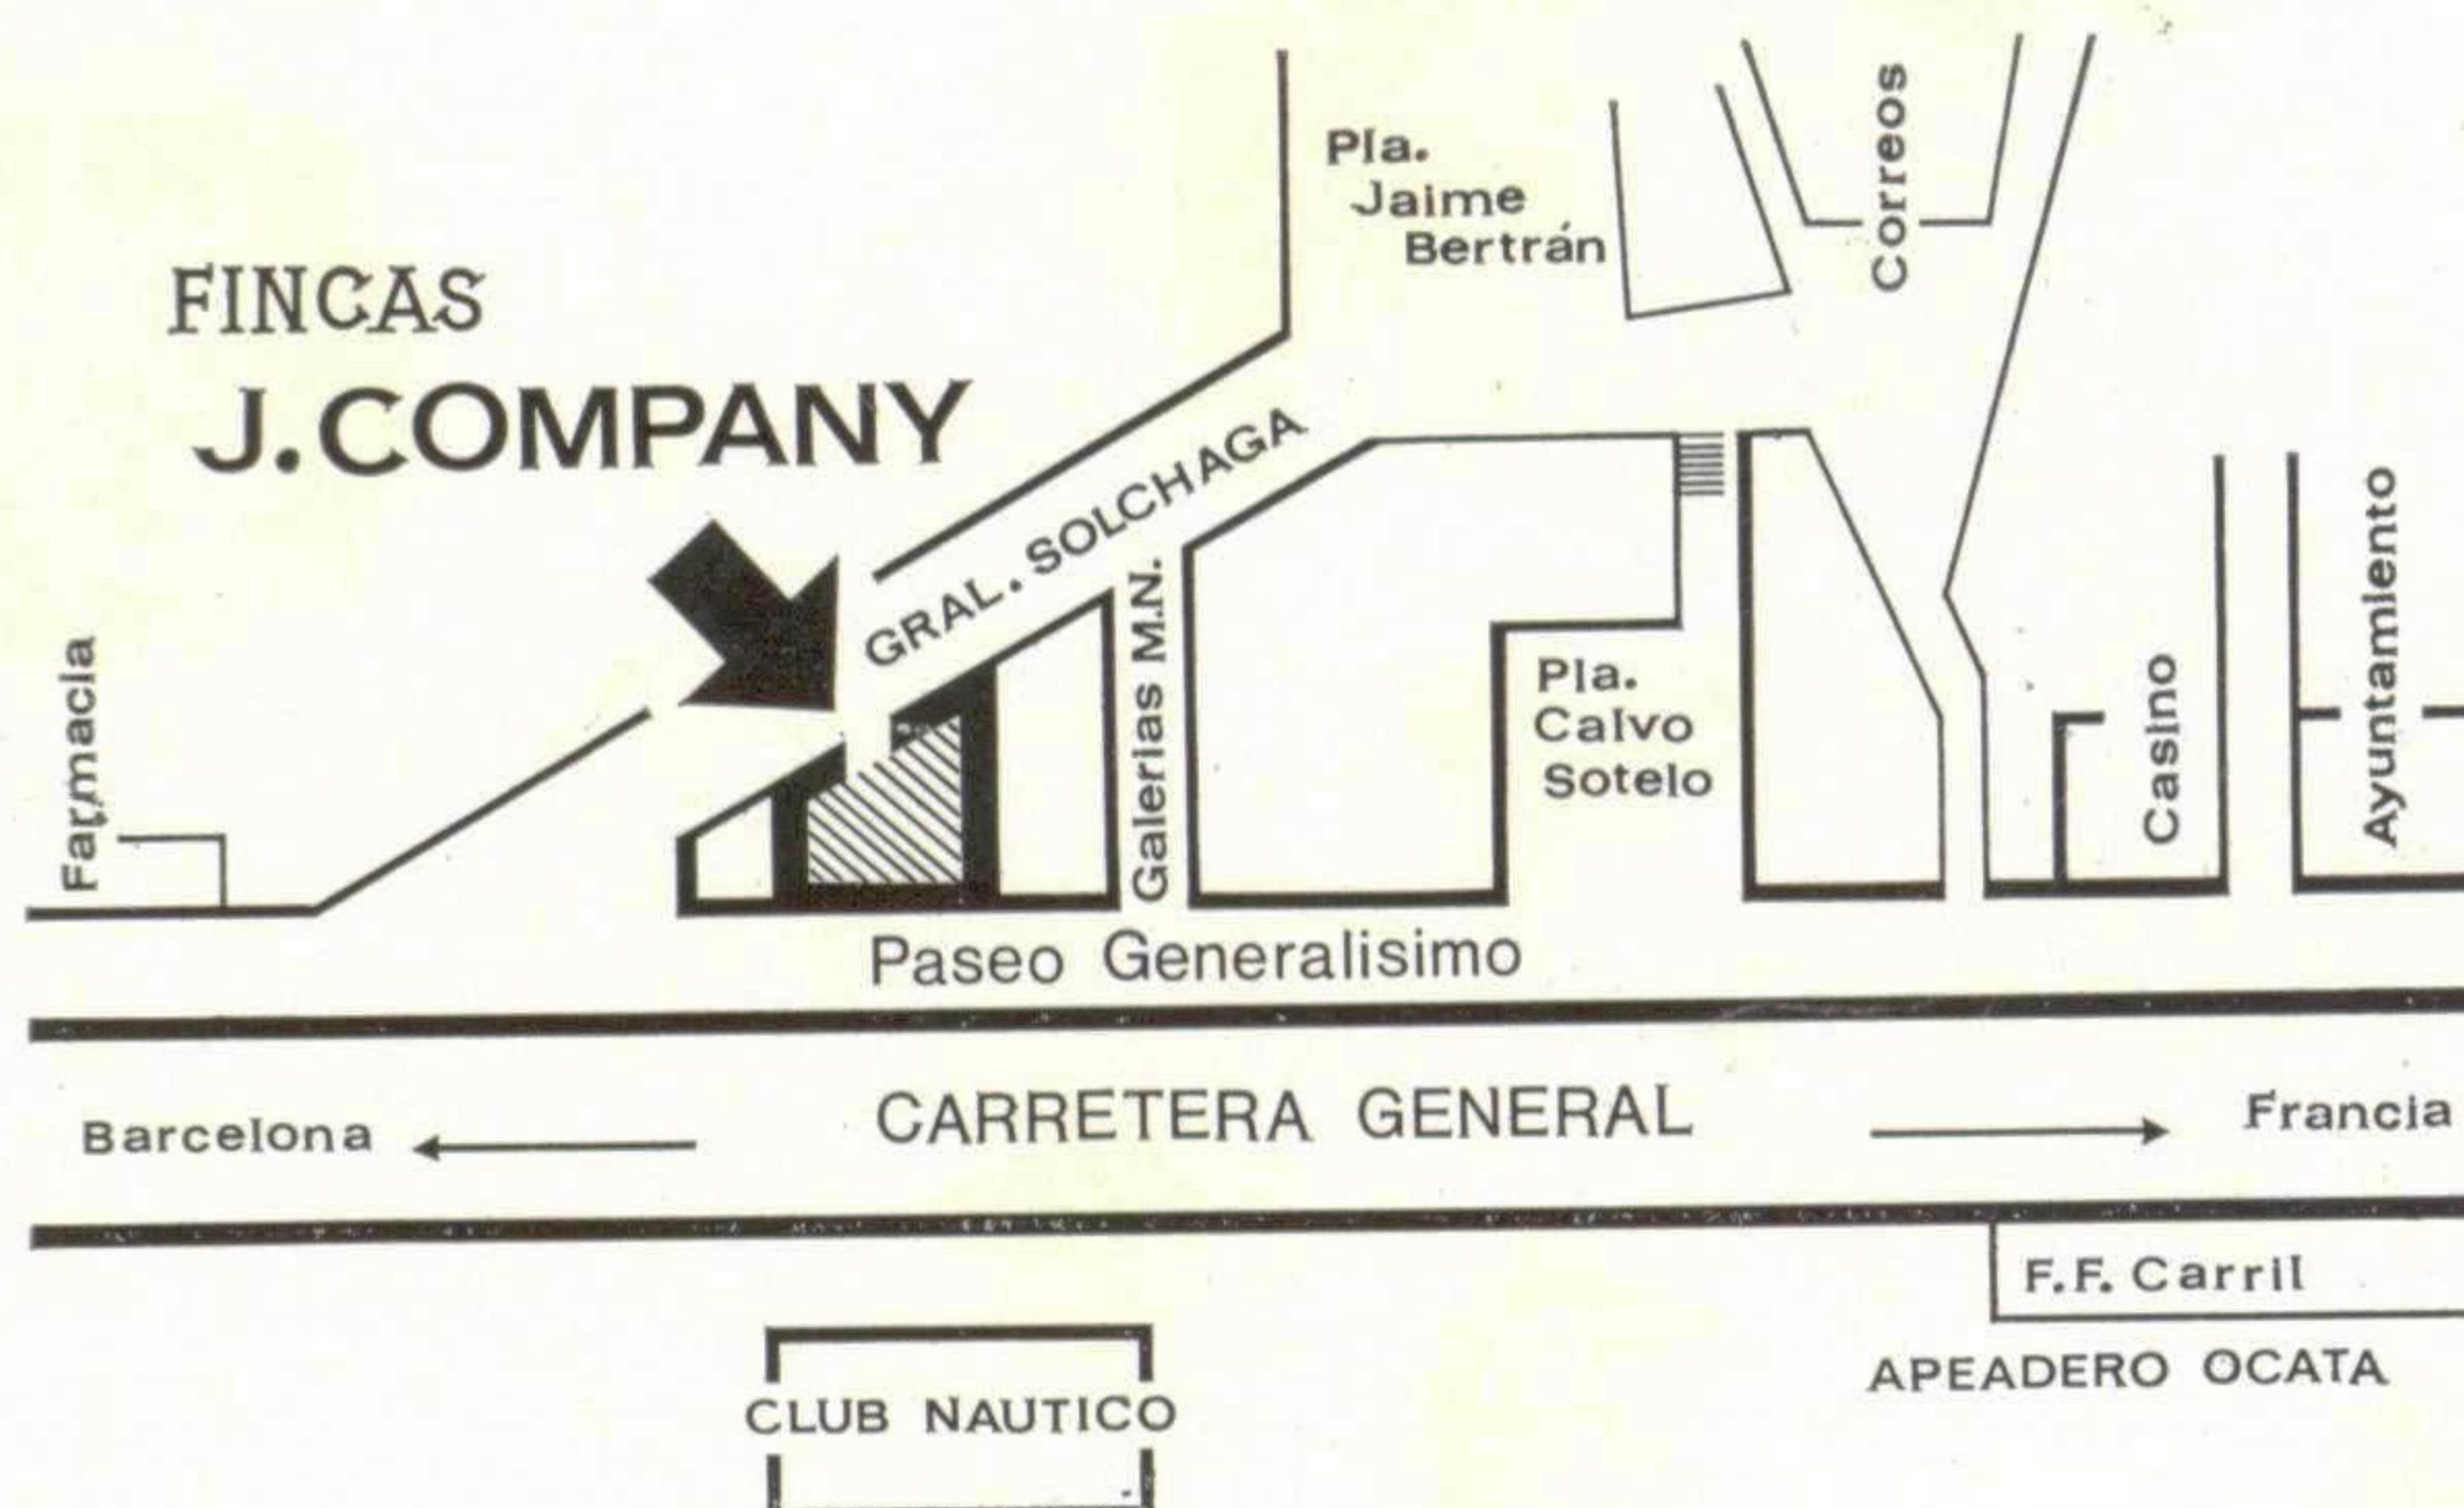 FINCAS
J. COMPANY
Pla.
Jaime
Bertrán
Correos
GRAL. SOLCHAGA
Galerias M.N.
Farmacia
Pla.
Calvo
Sotelo
Casino
Ayuntamiento
Paseo Generalisimo
CARRETERA GENERAL
Barcelona
Francia
F.F. Carril
APEADERO OCATA
CLUB NAUTICO